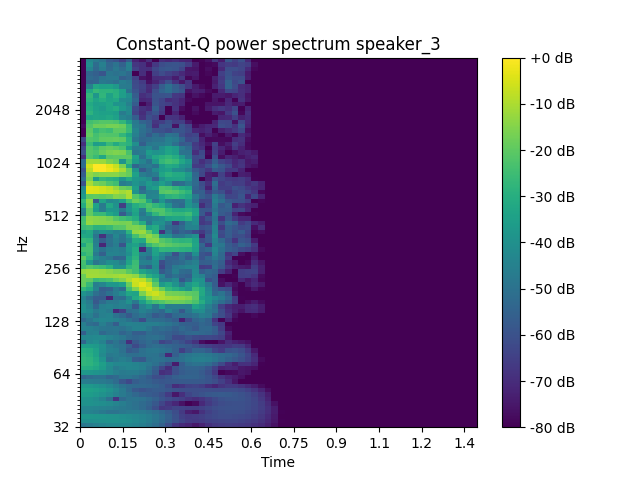 Constant-Q power spectrum speaker_3
+0 dB
-10 dB
-20 dB
-30 dB
-40 dB
-50 dB
-60 dB
-70 dB
-80 dB
2048
1024
512
256
128
64
32
Hz
0 0.15 0.3 0.45 0.6 0.75 0.9 1.1 1.2 1.4
Time